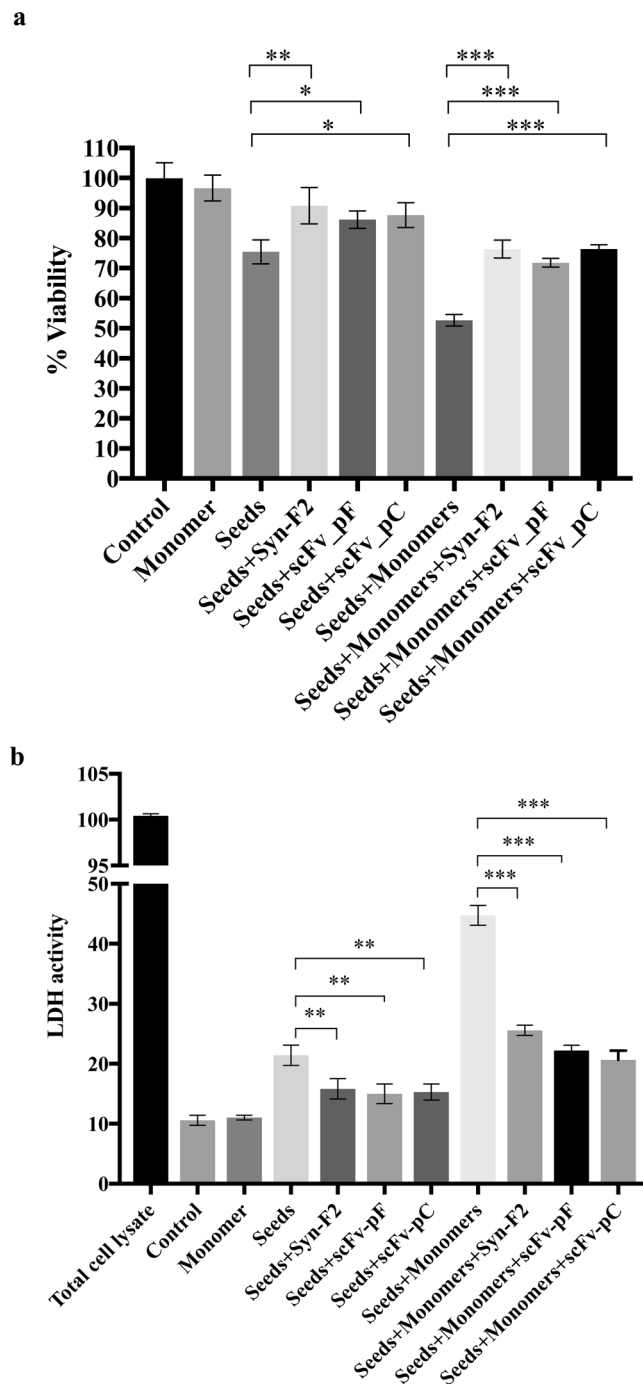 a
**
*
*
***
***
***
% Viability
110
100
90
80
70
60
50
40
30
20
10
0
Control
Monomer
Seeds
Seeds+Syn-F2
Seeds+scFv_pF
Seeds+scFv_pC
Seeds+Monomers
Seeds+Monomers+Syn-F2
Seeds+Monomers+scFv_pF
Seeds+Monomers+scFv_pC
b
LDH activity
105
100
95
50
40
30
20
10
0
**
**
**
***
***
***
Total cell lysate
Control
Monomer
Seeds
Seeds+Syn-F2
Seeds+scFv-pF
Seeds+scFv-pC
Seeds+Monomers
Seeds+Monomers+Syn-F2
Seeds+Monomers+scFv-pF
Seeds+Monomers+scFv-pC